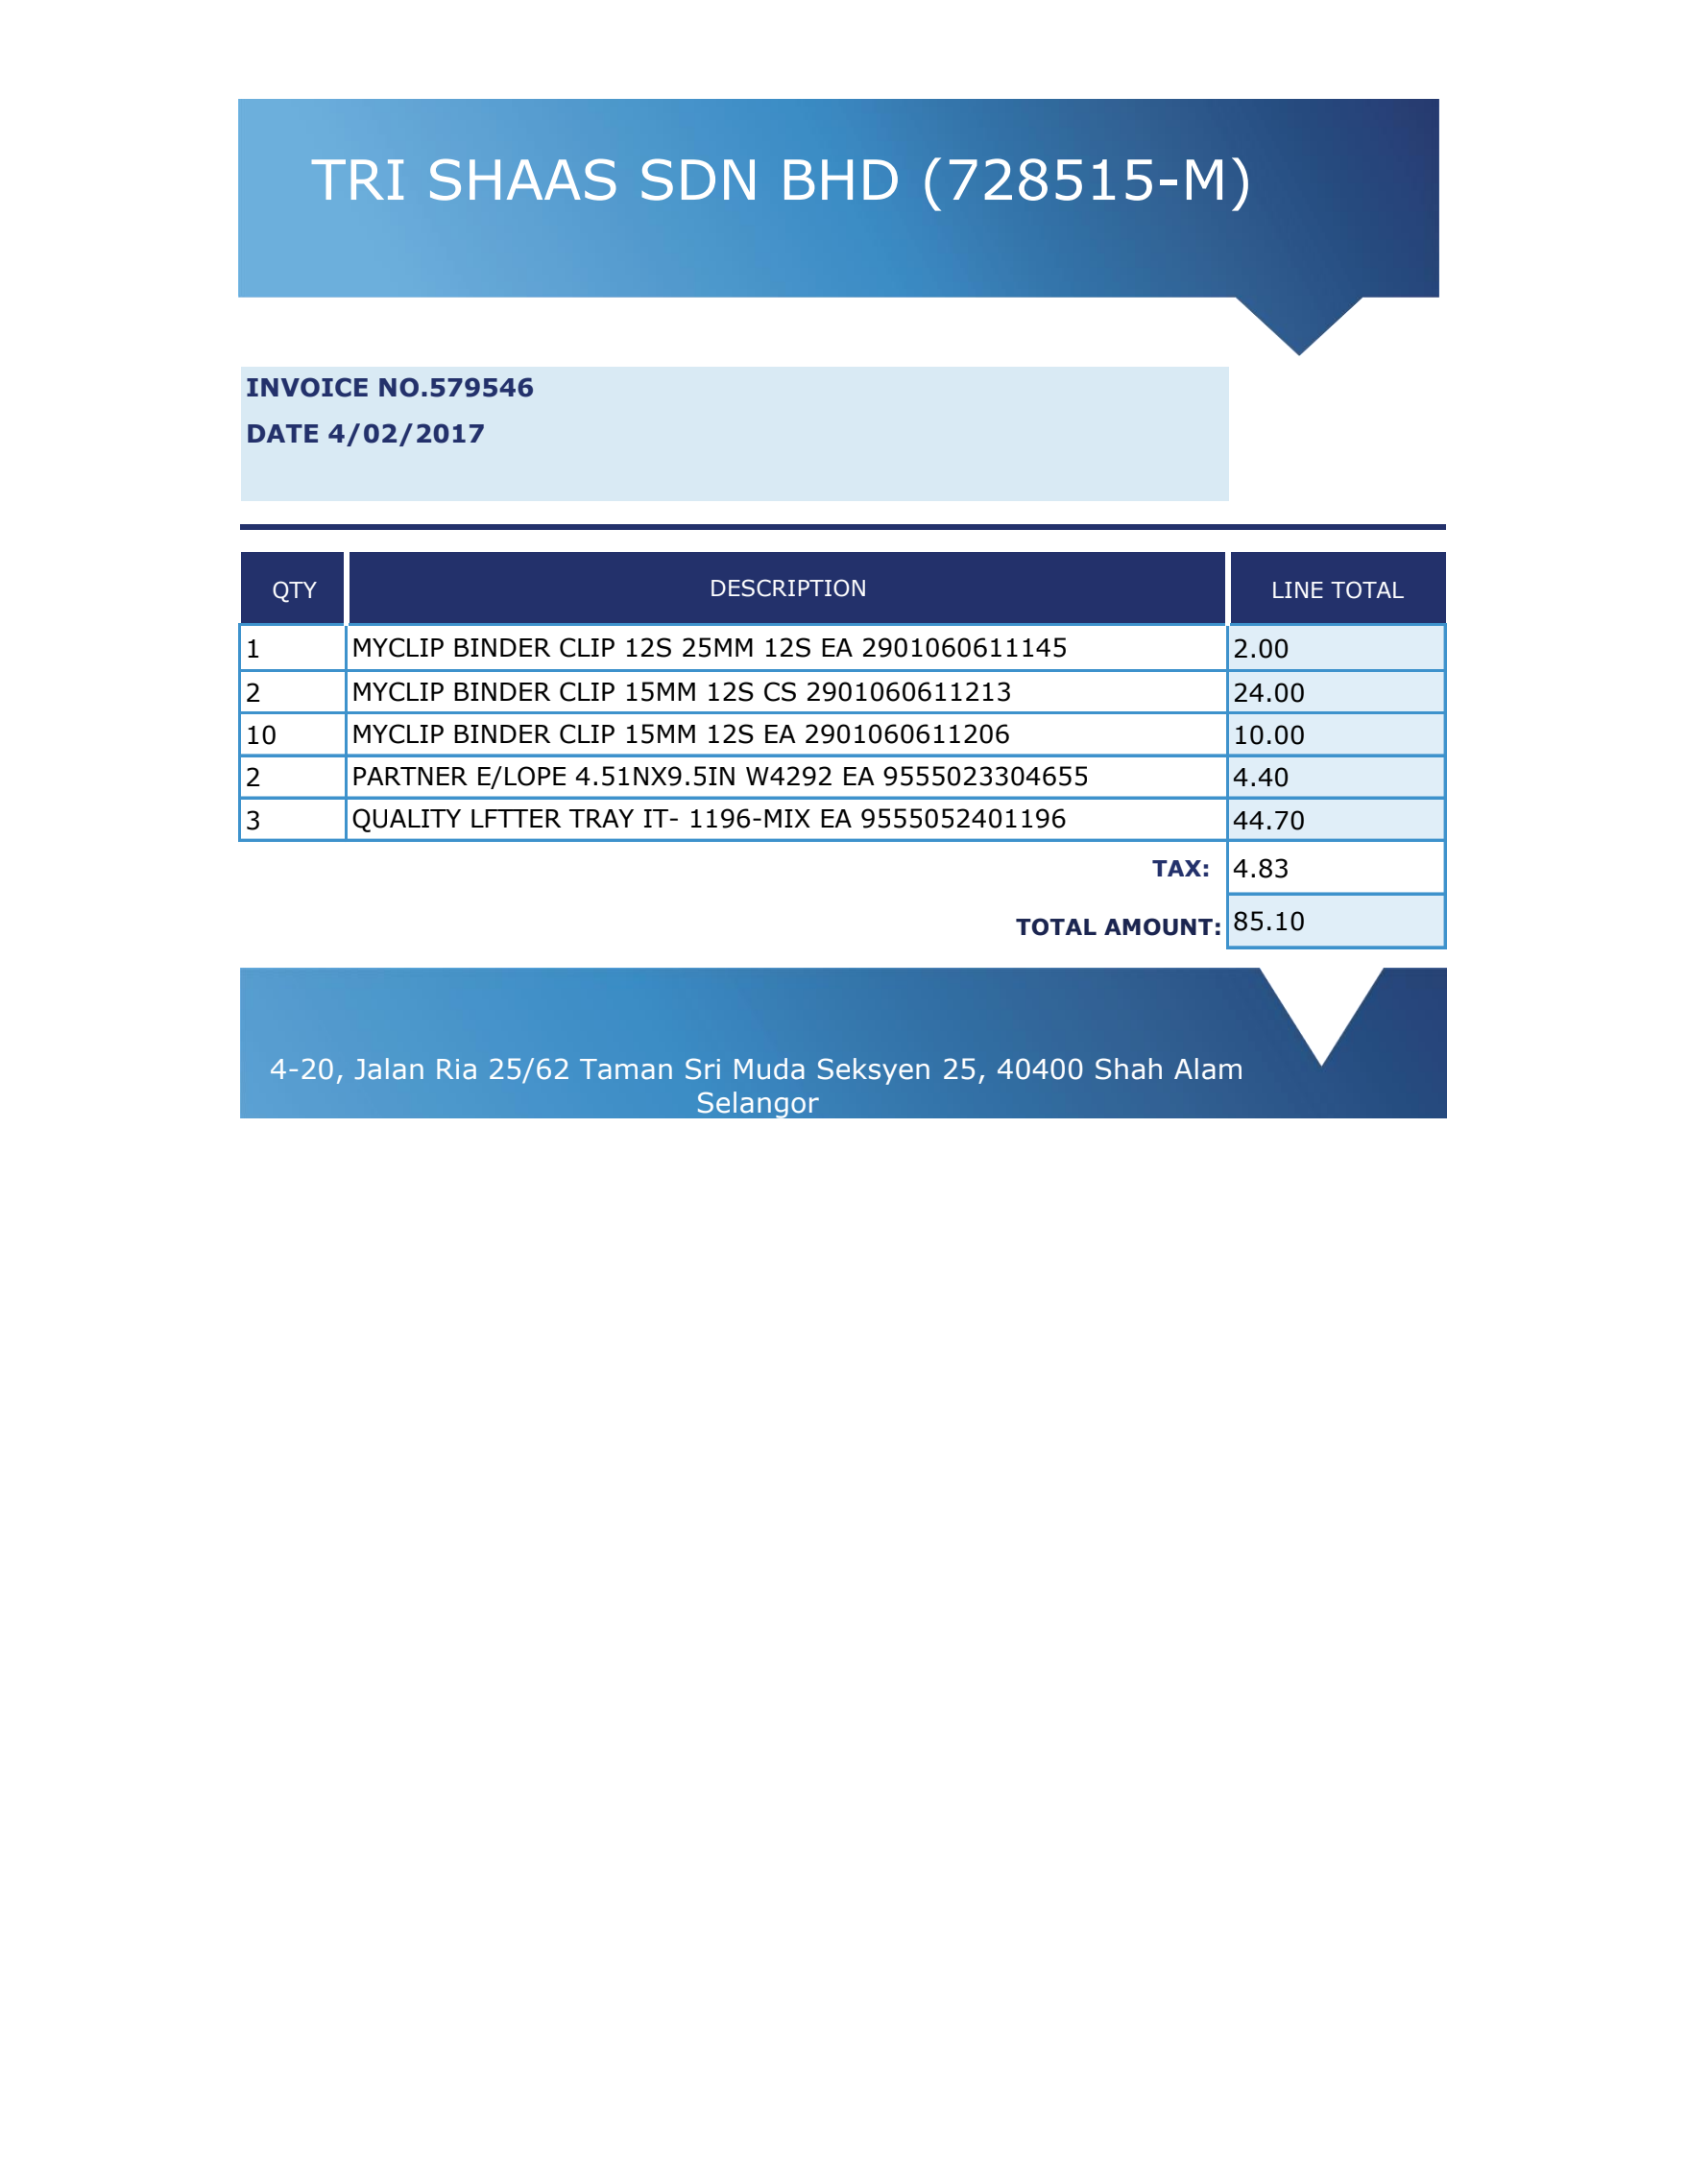 TRI SHAAS SDN BHD (728515-M)
INVOICE NO.579546
DATE 4/02/2017
QTY DESCRIPTION LINE TOTAL
1 MYCLIP BINDER CLIP 12S 25MM 12S EA 2901060611145 2.00
2 MYCLIP BINDER CLIP 15MM 12S CS 2901060611213 24.00
10 MYCLIP BINDER CLIP 15MM 12S EA 2901060611206 10.00
2 PARTNER E/LOPE 4.51NX9.5IN W4292 EA 9555023304655 4.40
3 QUALITY LFTTER TRAY IT- 1196-MIX EA 9555052401196 44.70
TAX: 4.83
TOTAL AMOUNT: 85.10
4-20, Jalan Ria 25/62 Taman Sri Muda Seksyen 25, 40400 Shah Alam
Selangor